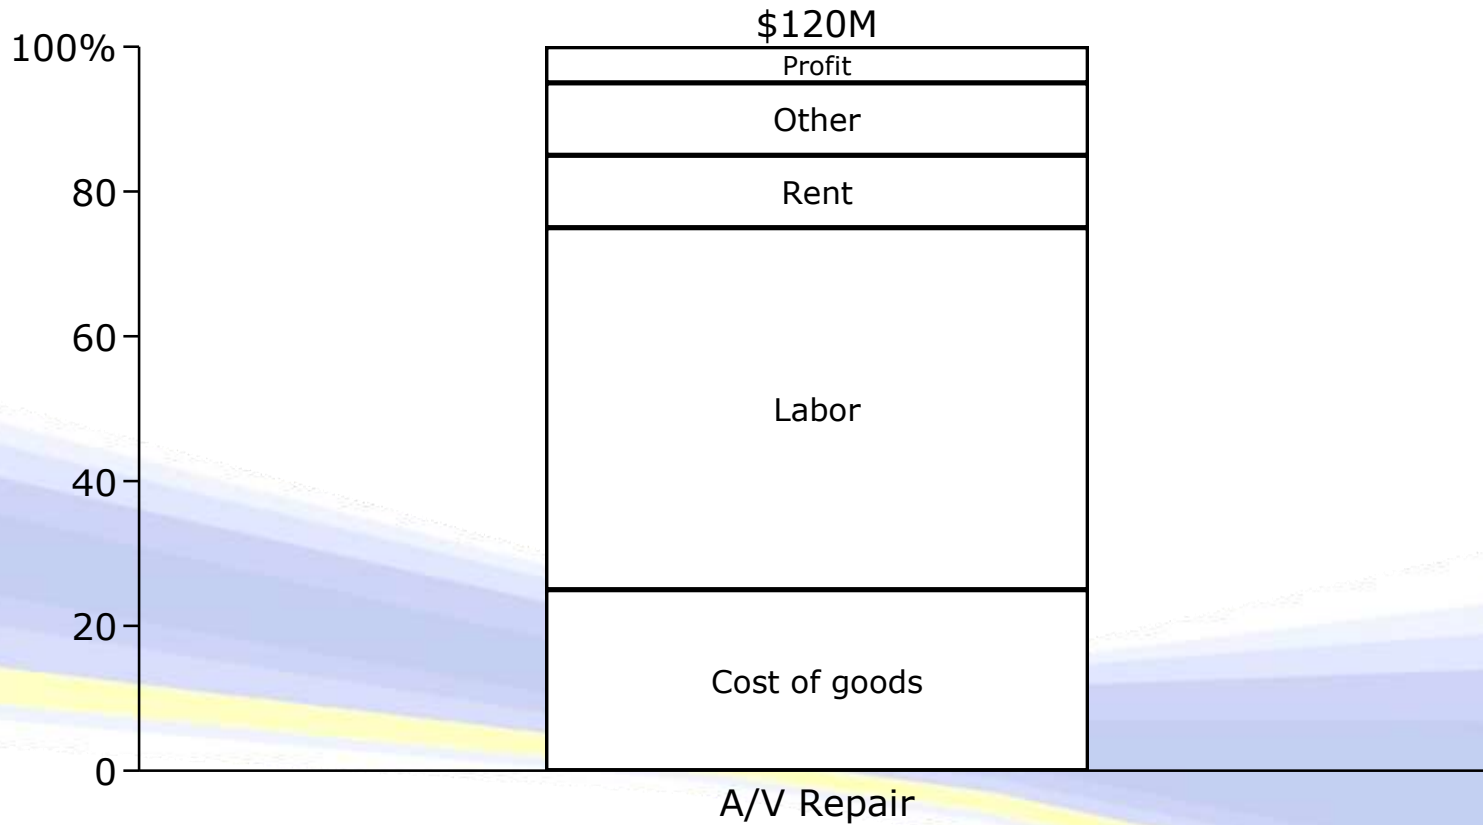 $120M
100%
Profit
Other
80
Rent
60
Labor
40
20
Cost of goods
0
A/V Repair